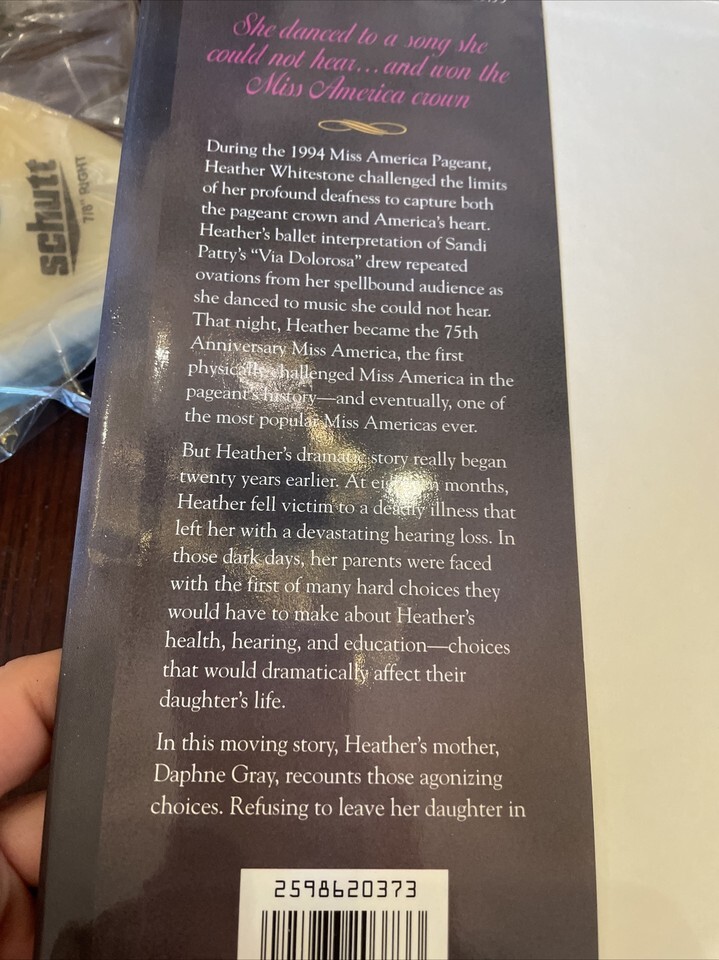 She danced to a song she
could not hear...and won the
Miss America crown
During the 1994 Miss America Pageant,
Heather Whitestone challenged the limits
of her profound deafness to capture both
the pageant crown and America's heart.
Heather's ballet interpretation of Sandi
Patty's "Via Dolorosa" drew repeated
ovations from her spellbound audience as
she danced to music she could not hear.
That night, Heather became the 75th
Anniversary Miss America, the first
physically challenged Miss America in the
pageant's history—and eventually, one of
the most popular Miss Americas ever.
But Heather's dramatic story really began
twenty years earlier. At eighteen months,
Heather fell victim to a deadly illness that
left her with a devastating hearing loss. In
those dark days, her parents were faced
with the first of many hard choices they
would have to make about Heather's
health, hearing, and education—choices
that would dramatically affect their
daughter's life.
In this moving story, Heather's mother,
Daphne Gray, recounts those agonizing
choices. Refusing to leave her daughter in
2598620373
schutt
7/8" RIGHT